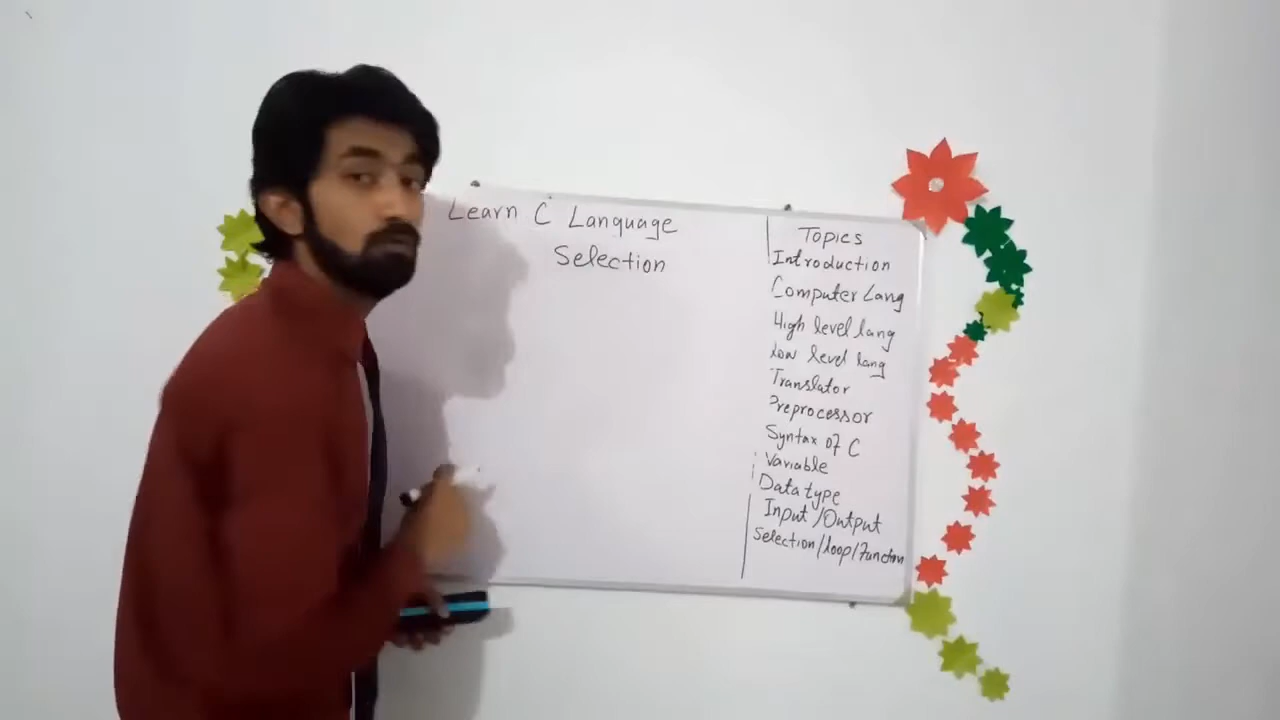 Learn C Language
Selection
Topics
Introduction
Computer Lang
High level lang
Low level lang
Translator
Preprocessor
Syntax of C
Variable
Data type
Input/Output
Selection/loop/Function